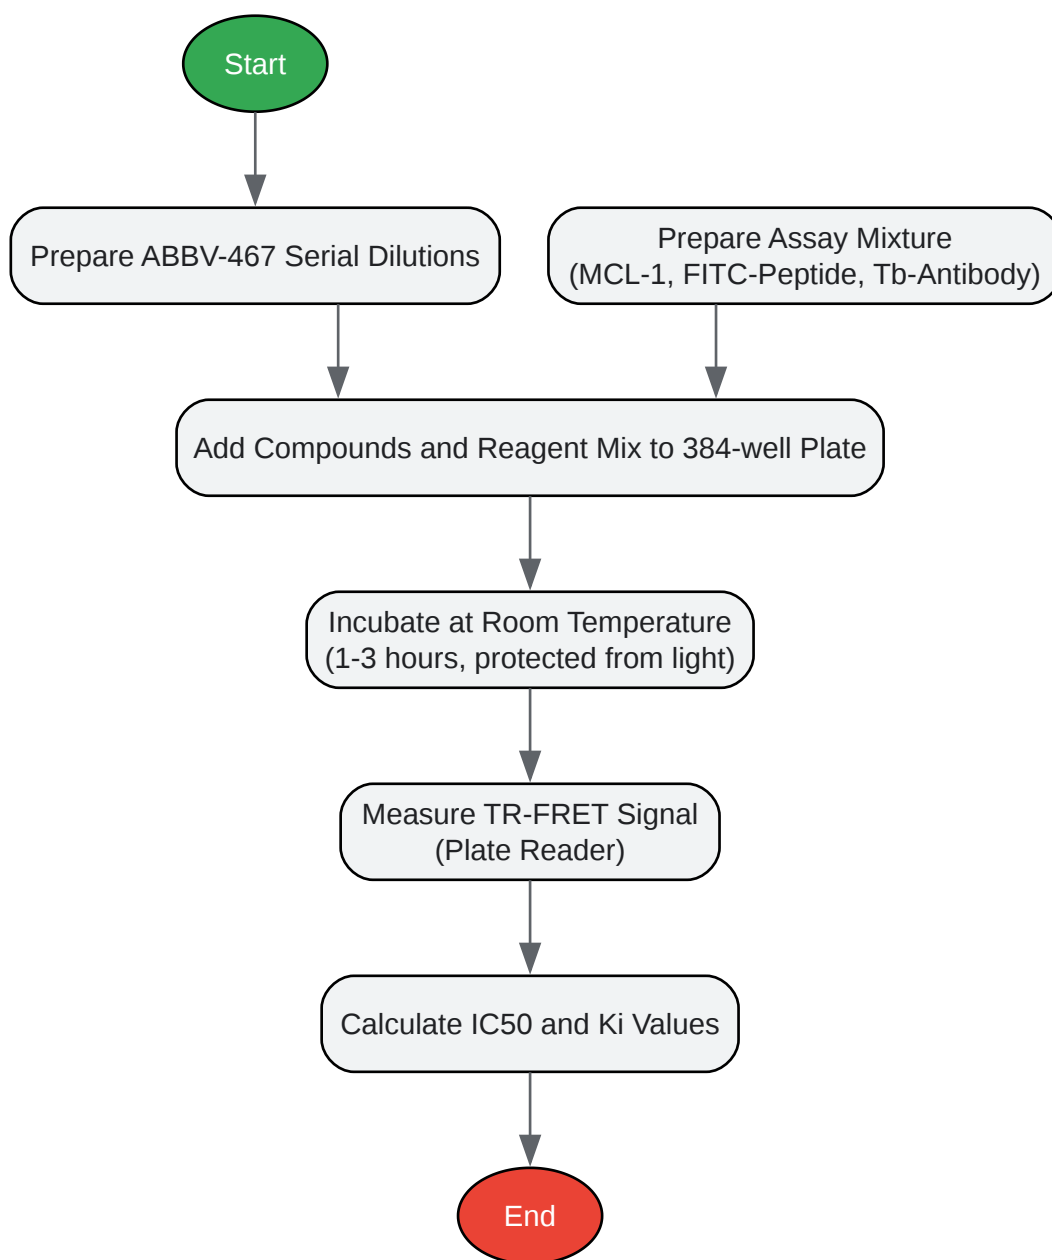 Start
Prepare ABBV-467 Serial Dilutions
Prepare Assay Mixture
(MCL-1, FITC-Peptide, Tb-Antibody)
Add Compounds and Reagent Mix to 384-well Plate
Incubate at Room Temperature
(1-3 hours, protected from light)
Measure TR-FRET Signal
(Plate Reader)
Calculate IC50 and Ki Values
End